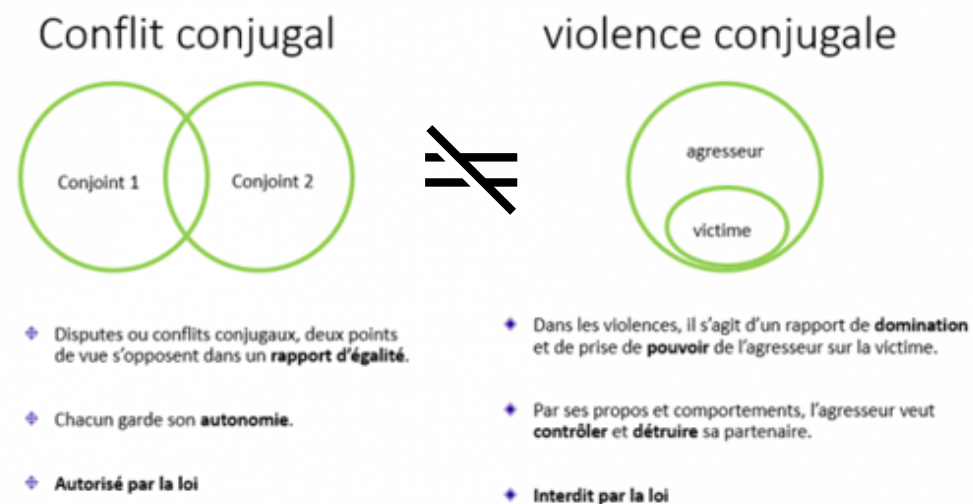 Conflit conjugal
Conjoint 1
Conjoint 2
Disputes ou conflits conjugaux, deux points
de vue s'opposent dans un rapport d'égalité.
Chacun garde son autonomie.
Autorisé par la loi
≠
violence conjugale
agresseur
victime
Dans les violences, il s'agit d'un rapport de domination
et de prise de pouvoir de l'agresseur sur la victime.
Par ses propos et comportements, l'agresseur veut
contrôler et détruire sa partenaire.
Interdit par la loi